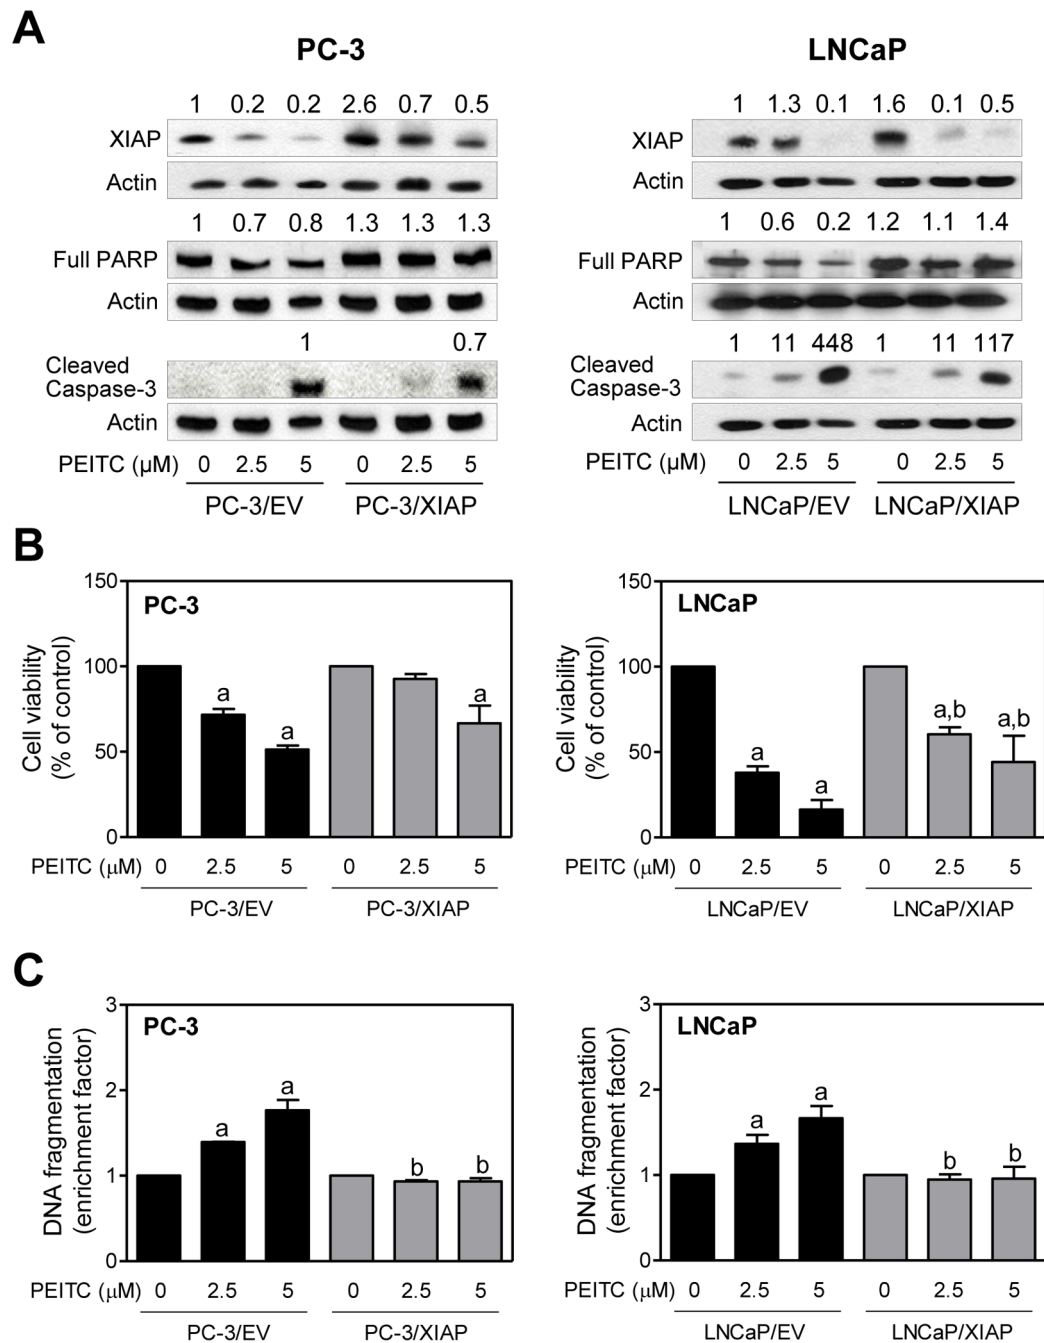 A
PC-3
LNCaP
1 0.2 0.2 2.6 0.7 0.5
XIAP
Actin
1 0.7 0.8 1.3 1.3 1.3
Full PARP
Actin
1 0.7
Cleaved
Caspase-3
Actin
PEITC (µM) 0 2.5 5 0 2.5 5
PC-3/EV PC-3/XIAP
1 1.3 0.1 1.6 0.1 0.5
XIAP
Actin
1 0.6 0.2 1.2 1.1 1.4
Full PARP
Actin
1 11 448 1 11 117
Cleaved
Caspase-3
Actin
PEITC (µM) 0 2.5 5 0 2.5 5
LNCaP/EV LNCaP/XIAP
B
PC-3
Cell viability
(% of control)
150
100
50
0
a
a
a
PEITC (µM) 0 2.5 5 0 2.5 5
PC-3/EV PC-3/XIAP
LNCaP
Cell viability
(% of control)
150
100
50
0
a
a
a,b
a,b
PEITC (µM) 0 2.5 5 0 2.5 5
LNCaP/EV LNCaP/XIAP
C
PC-3
DNA fragmentation
(enrichment factor)
3
2
1
0
a
a
b
b
PEITC (µM) 0 2.5 5 0 2.5 5
PC-3/EV PC-3/XIAP
LNCaP
DNA fragmentation
(enrichment factor)
3
2
1
0
a
a
b
b
PEITC (µM) 0 2.5 5 0 2.5 5
LNCaP/EV LNCaP/XIAP